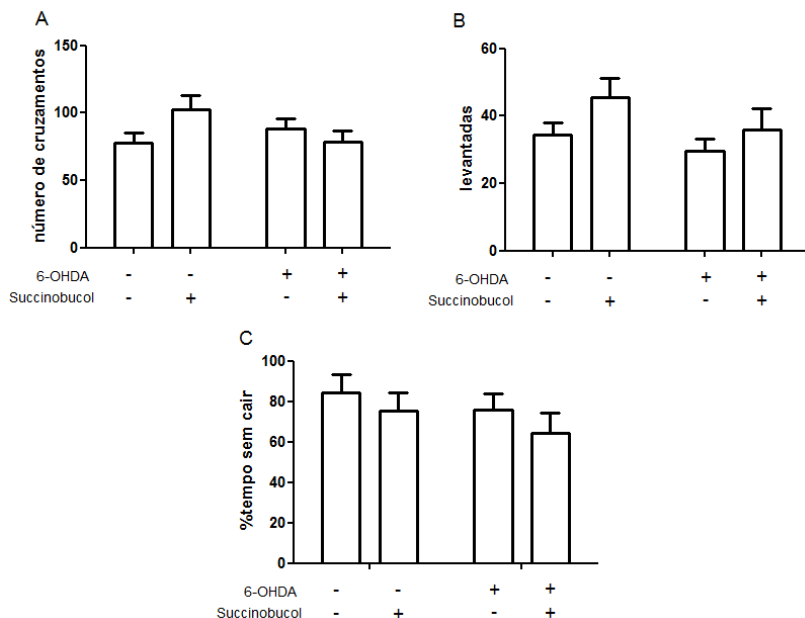 A
número de cruzamentos
150
100
50
0
6-OHDA - - + +
Succinobucol - + - +
B
levantadas
60
40
20
0
6-OHDA - - + +
Succinobucol - + - +
C
%tempo sem cair
100
80
60
40
20
0
6-OHDA - - + +
Succinobucol - + - +